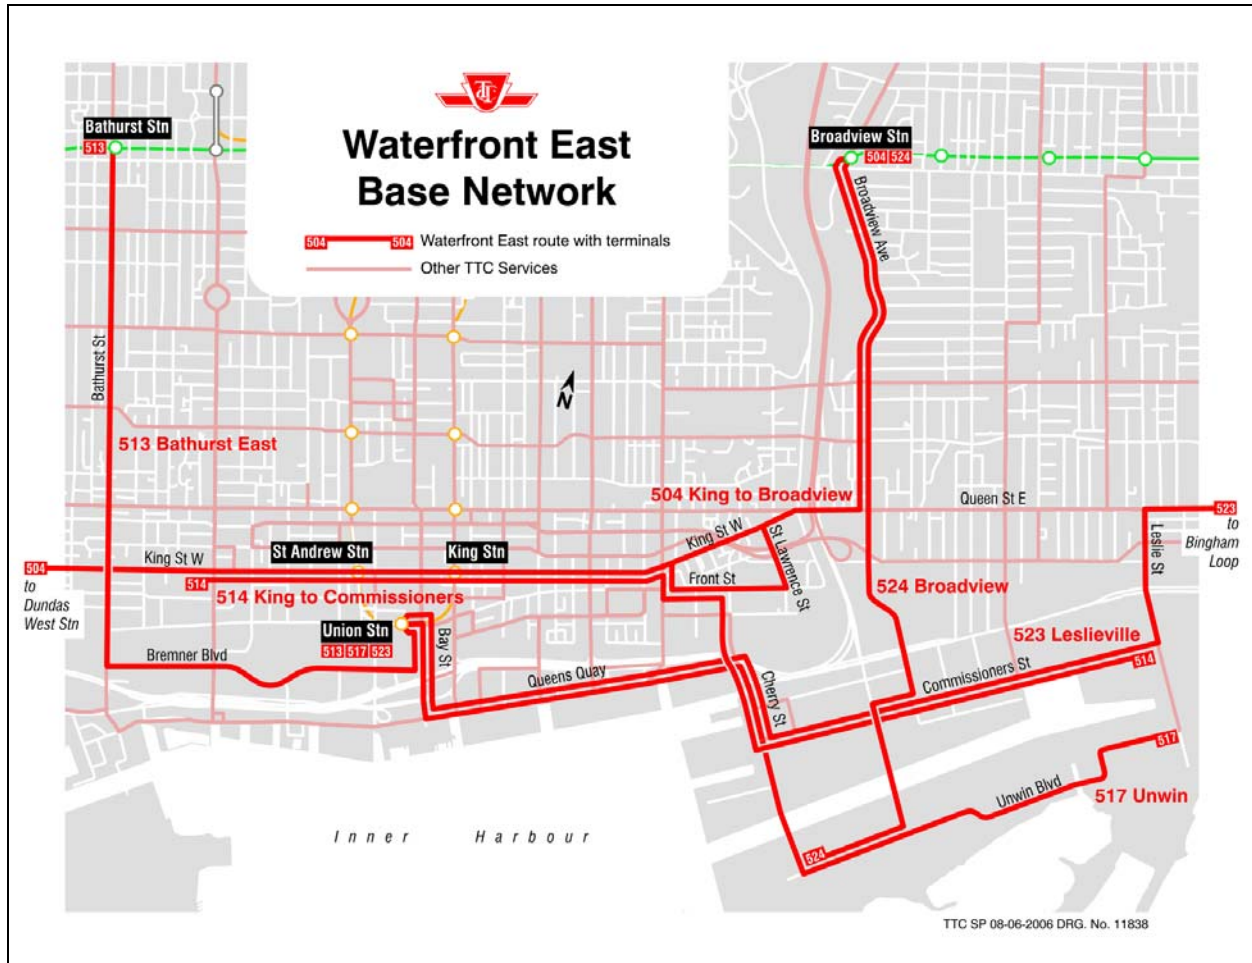 TTC
Waterfront East
Base Network
504 504 Waterfront East route with terminals
Other TTC Services
Bathurst Stn
513
Broadview Stn
504 524
Broadview Ave
Bathurst St
N
513 Bathurst East
504 King to Broadview
Queen St E
523
to
Bingham
Loop
Leslie St
King St W
St Lawrence St
King St W
St Andrew Stn
King Stn
504
to
Dundas
West Stn
514
514 King to Commissioners
Front St
524 Broadview
Union Stn
513 517 523
Bay St
523 Leslieville
514
Bremner Blvd
Queens Quay
Cherry St
Commissioners St
517
Unwin Blvd
517 Unwin
524
Inner Harbour
TTC SP 08-06-2006 DRG. No. 11838